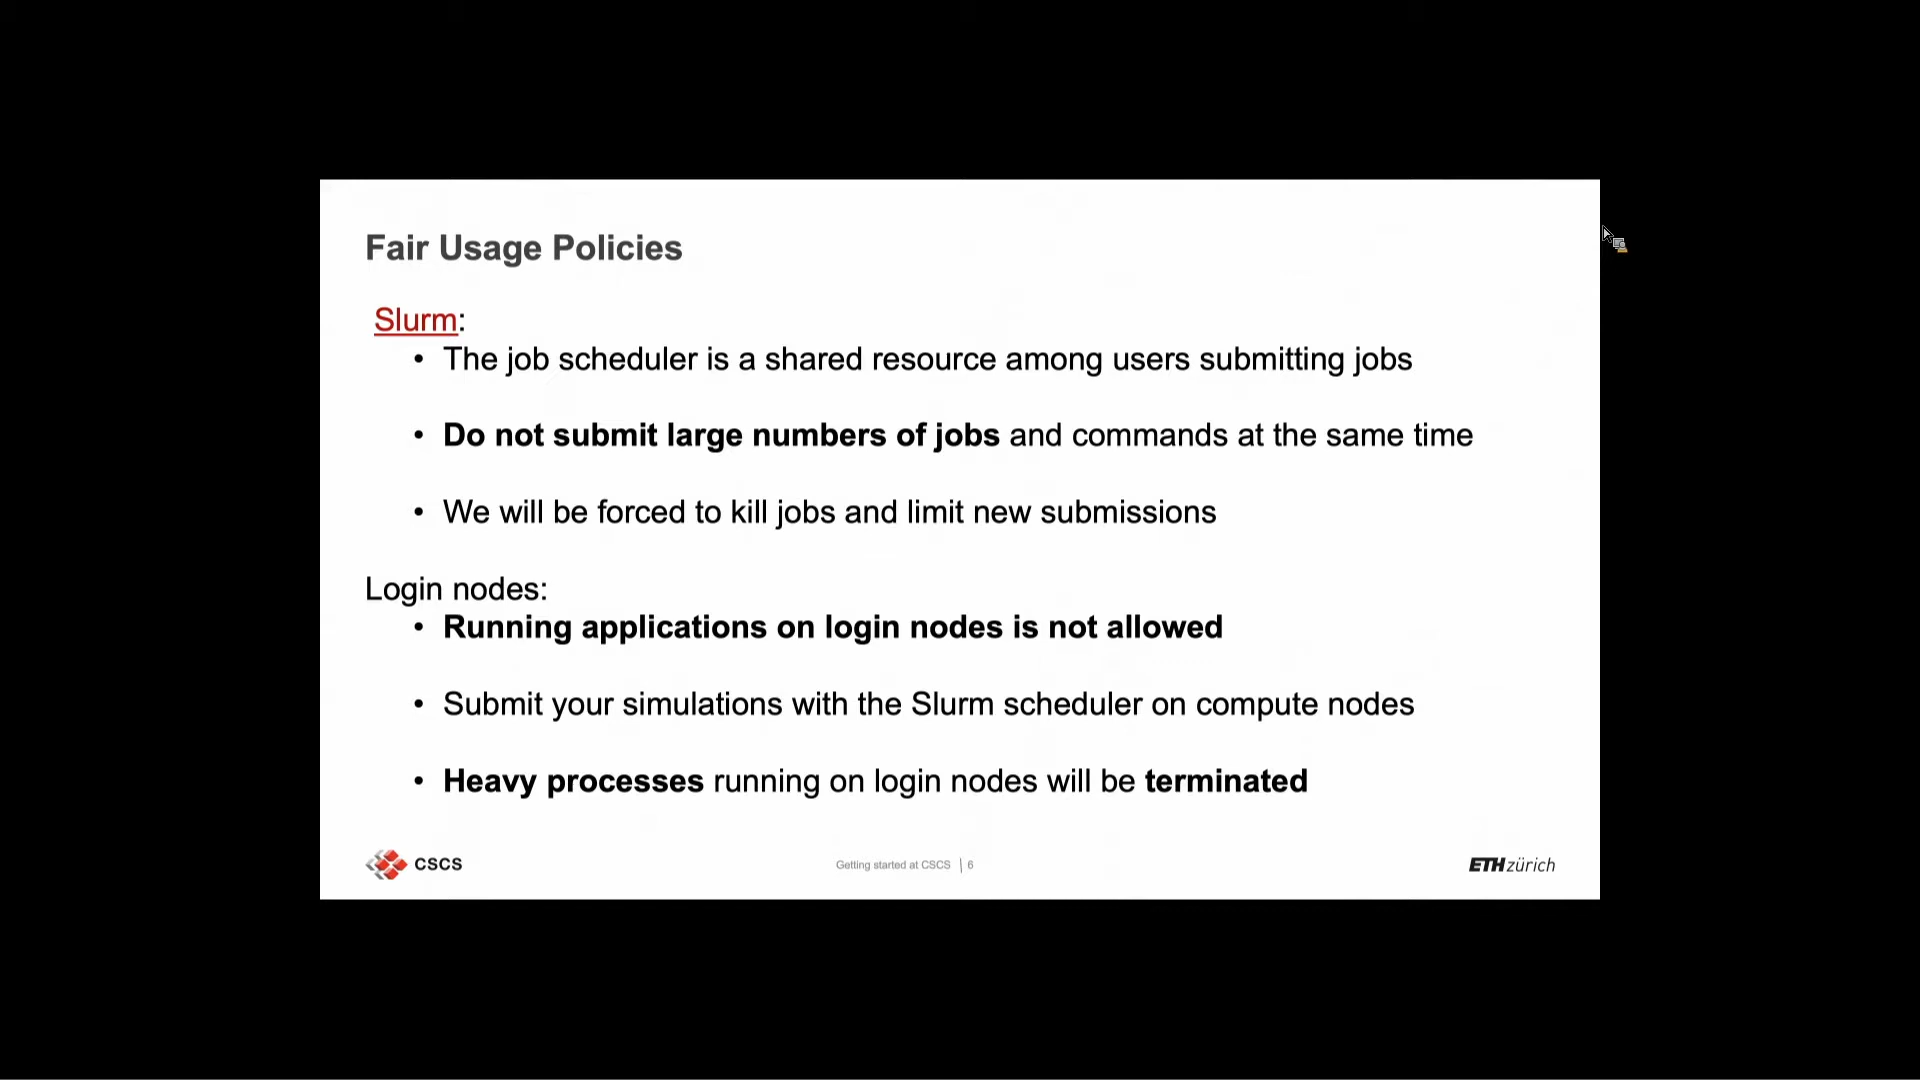 Fair Usage Policies
Slurm:
• The job scheduler is a shared resource among users submitting jobs
• Do not submit large numbers of jobs and commands at the same time
• We will be forced to kill jobs and limit new submissions
Login nodes:
• Running applications on login nodes is not allowed
• Submit your simulations with the Slurm scheduler on compute nodes
• Heavy processes running on login nodes will be terminated
CSCS
Getting started at CSCS | 6
ETH zürich